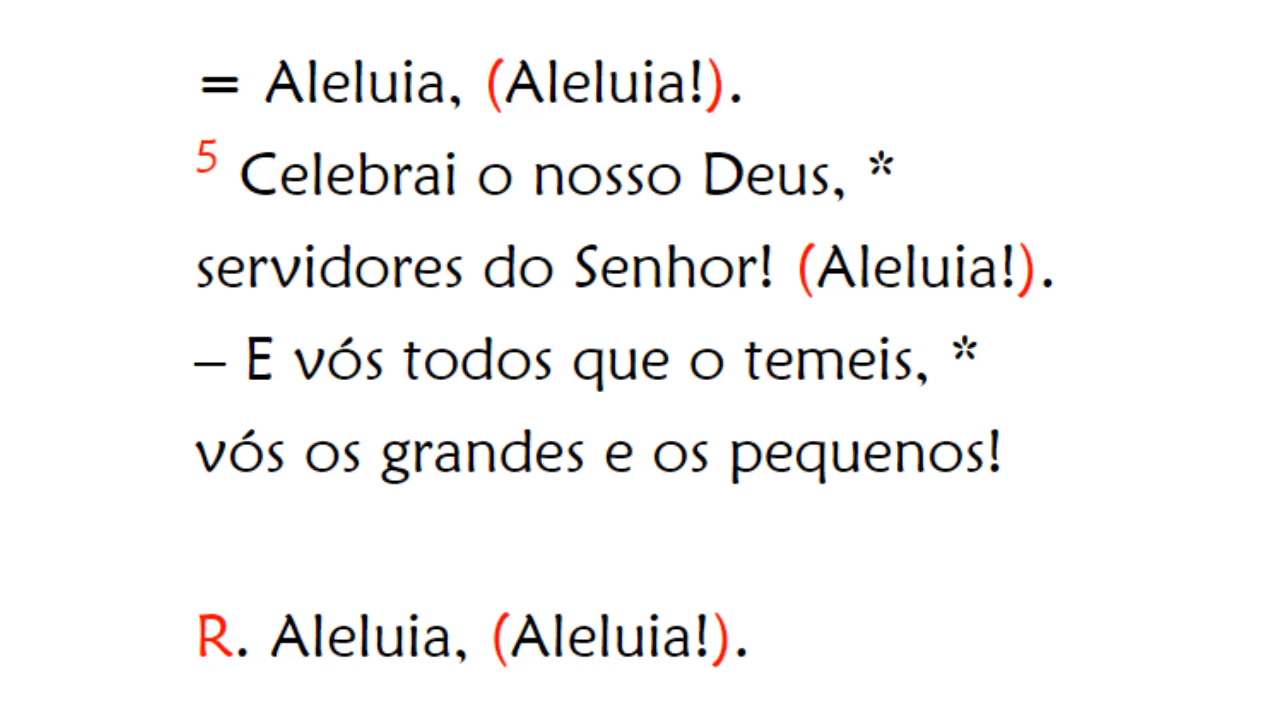 = Aleluia, (Aleluia!).
5 Celebrai o nosso Deus, *
servidores do Senhor! (Aleluia!).
– E vós todos que o temeis, *
vós os grandes e os pequenos!
R. Aleluia, (Aleluia!).